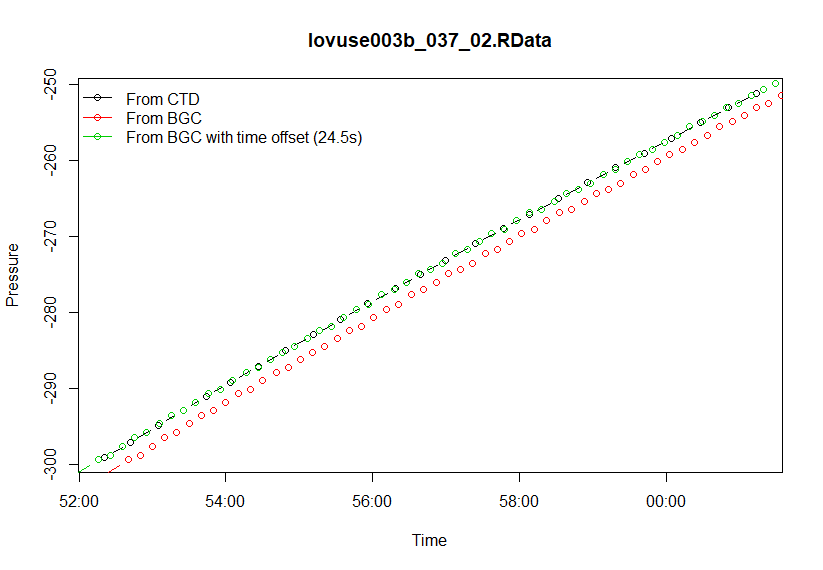 lovuse003b_037_02.RData
From CTD
From BGC
From BGC with time offset (24.5s)
-250
-260
-270
-280
-290
-300
Pressure
52:00 54:00 56:00 58:00 00:00
Time